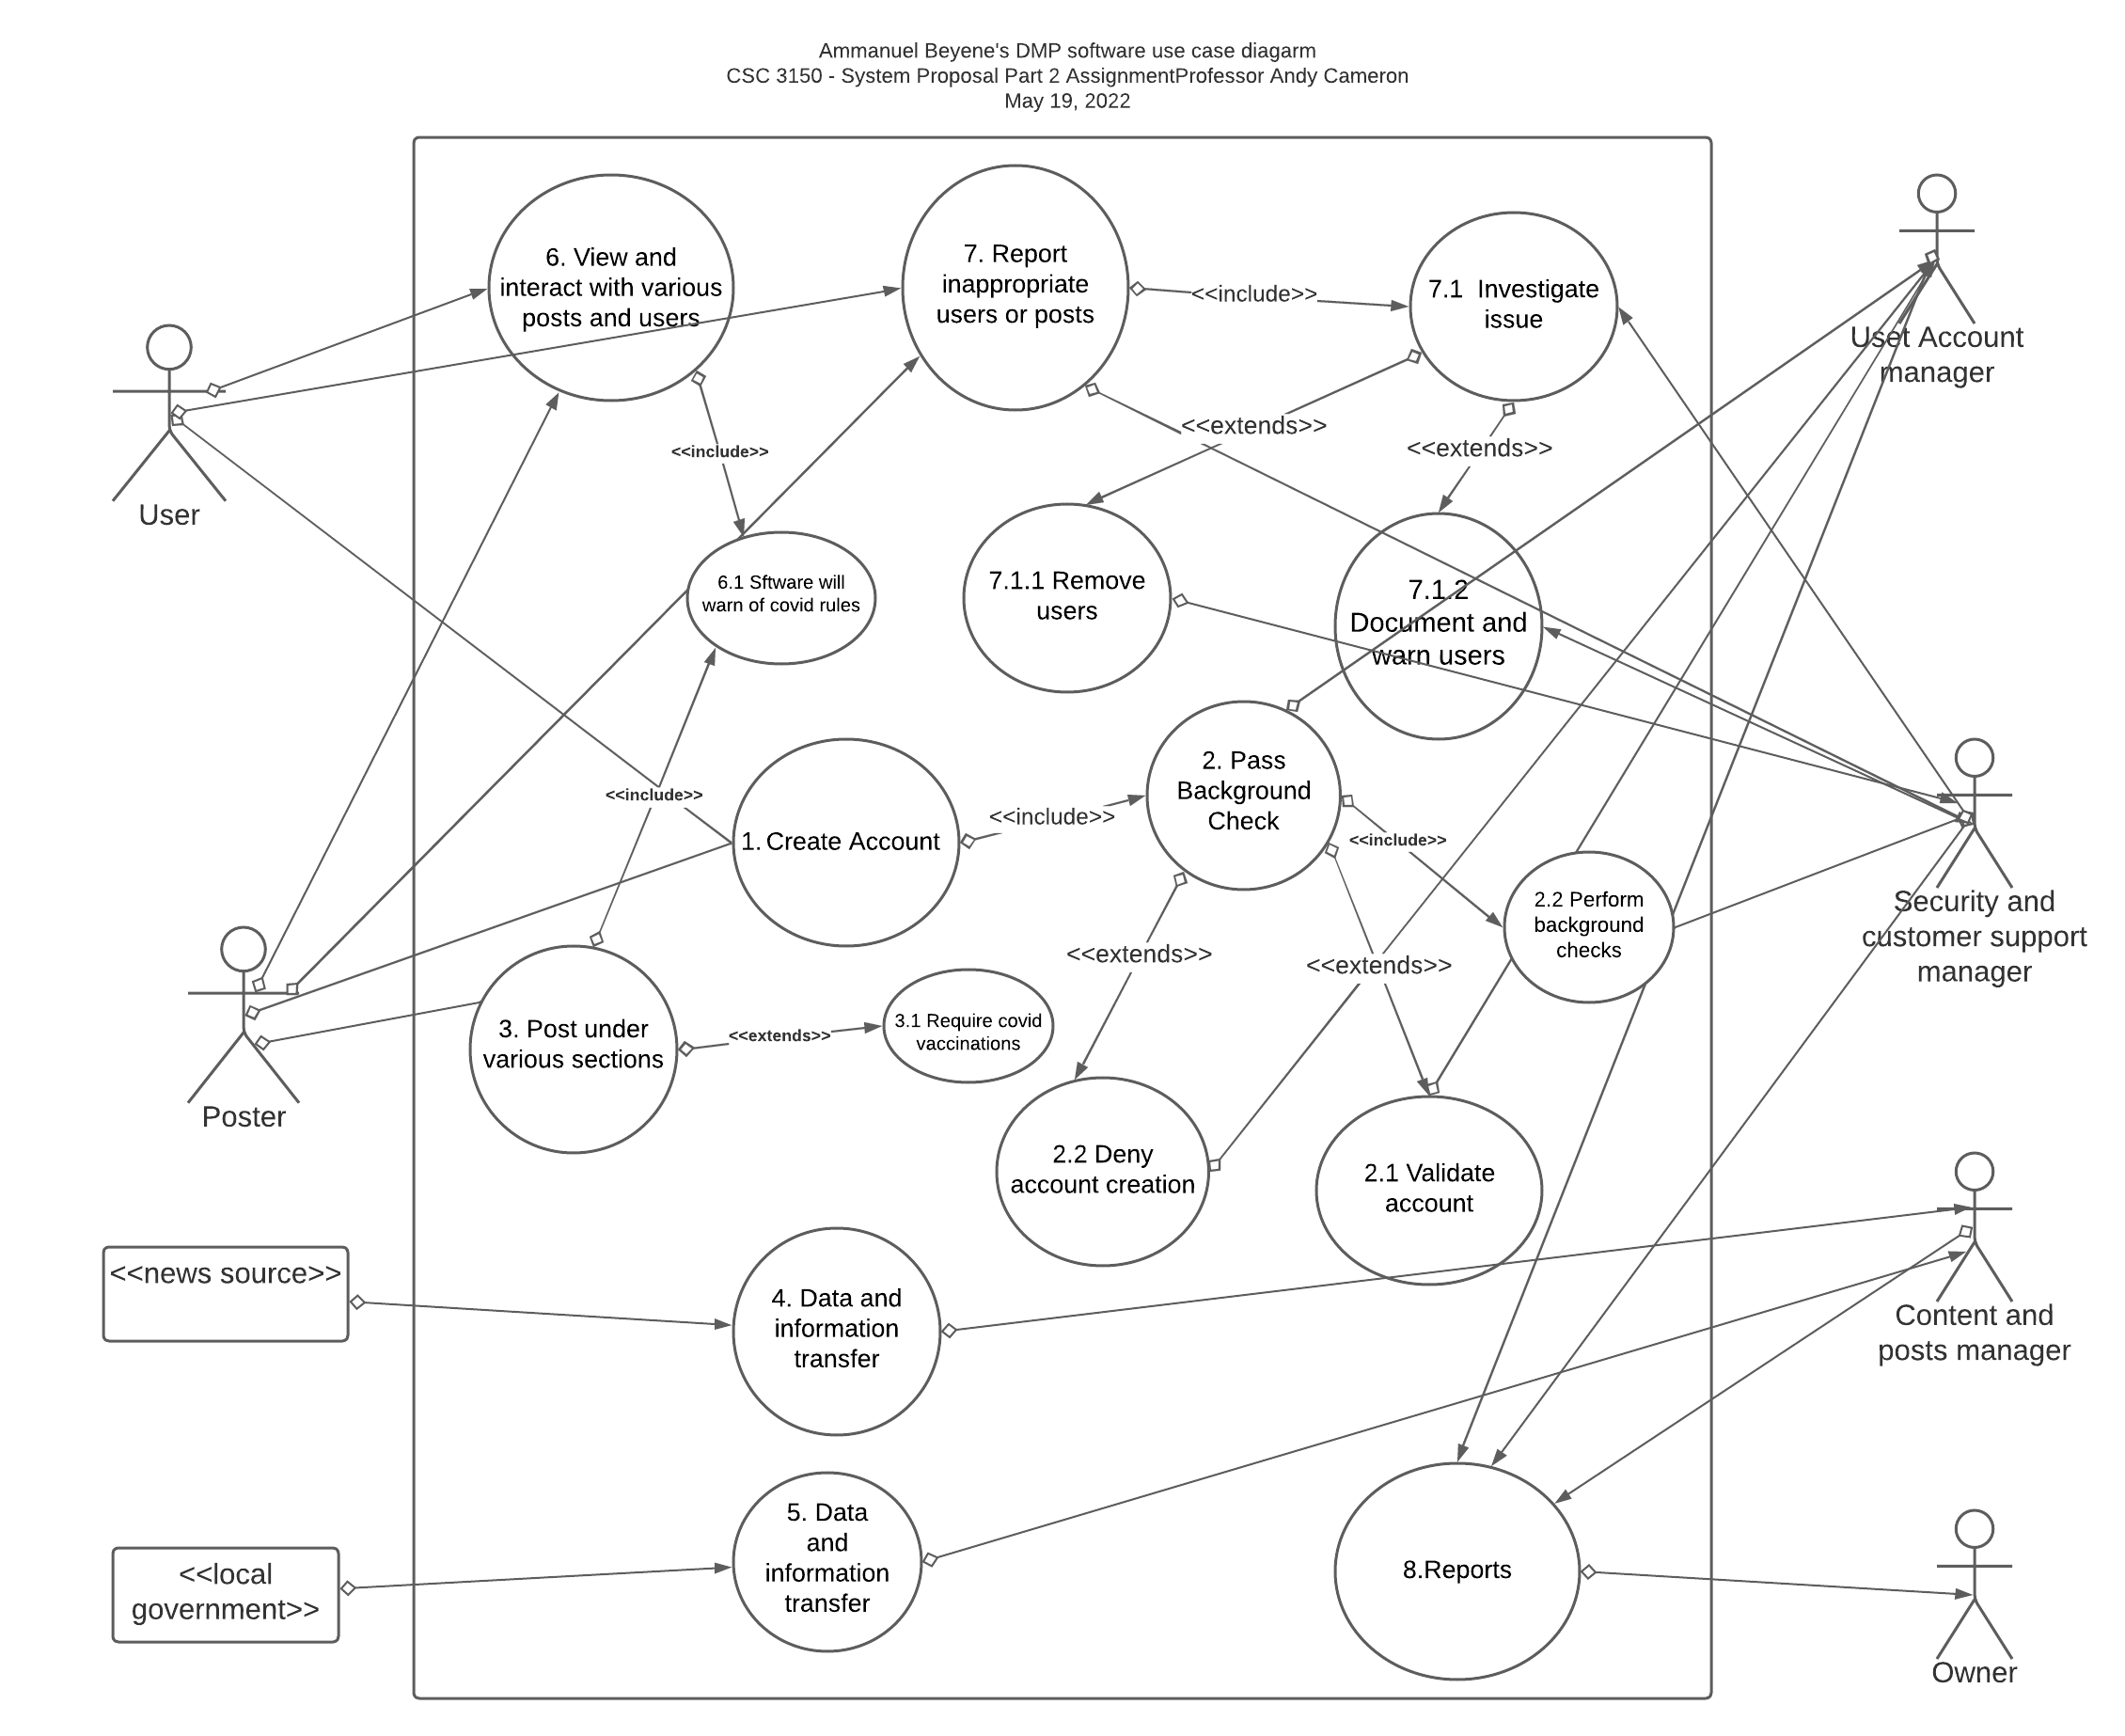 Ammanuel Beyene's DMP software use case diagarm
CSC 3150 - System Proposal Part 2 AssignmentProfessor Andy Cameron
May 19, 2022
6. View and
interact with various
posts and users
7. Report
inappropriate
users or posts
<<include>>
7.1 Investigate
issue
Uset Account
manager
User
<<include>>
<<extends>>
<<extends>>
6.1 Sftware will
warn of covid rules
7.1.1 Remove
users
7.1.2
Document and
warn users
<<include>>
1. Create Account
<<include>>
2. Pass
Background
Check
<<include>>
2.2 Perform
background
checks
Security and
customer support
manager
<<extends>>
<<extends>>
Poster
3. Post under
various sections
<<extends>>
3.1 Require covid
vaccinations
2.2 Deny
account creation
2.1 Validate
account
<<news source>>
4. Data and
information
transfer
Content and
posts manager
<<local
government>>
5. Data
and
information
transfer
8.Reports
Owner